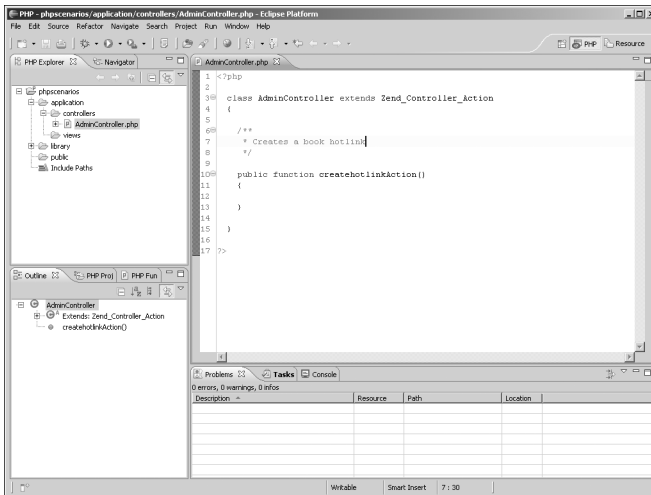 PHP - phpscenarios/application/controllers/AdminController.php - Eclipse Platform
File Edit Source Refactor Navigate Search Project Run Window Help
PHP Resource
PHP Explorer Navigator
phpscenarios
application
controllers
AdminController.php
views
library
public
Include Paths
AdminController.php
1 <?php
2
3 class AdminController extends Zend_Controller_Action
4 {
5
6 /**
7 * Creates a book hotlink
8 */
9
10 public function createhotlinkAction()
11 {
12
13 }
14
15 }
16
17 ?>
Outline PHP Proj PHP Fun
AdminController
Extends: Zend_Controller_Action
createhotlinkAction()
Problems Tasks Console
0 errors, 0 warnings, 0 infos
Description Resource Path Location
Writable Smart Insert 7 : 30